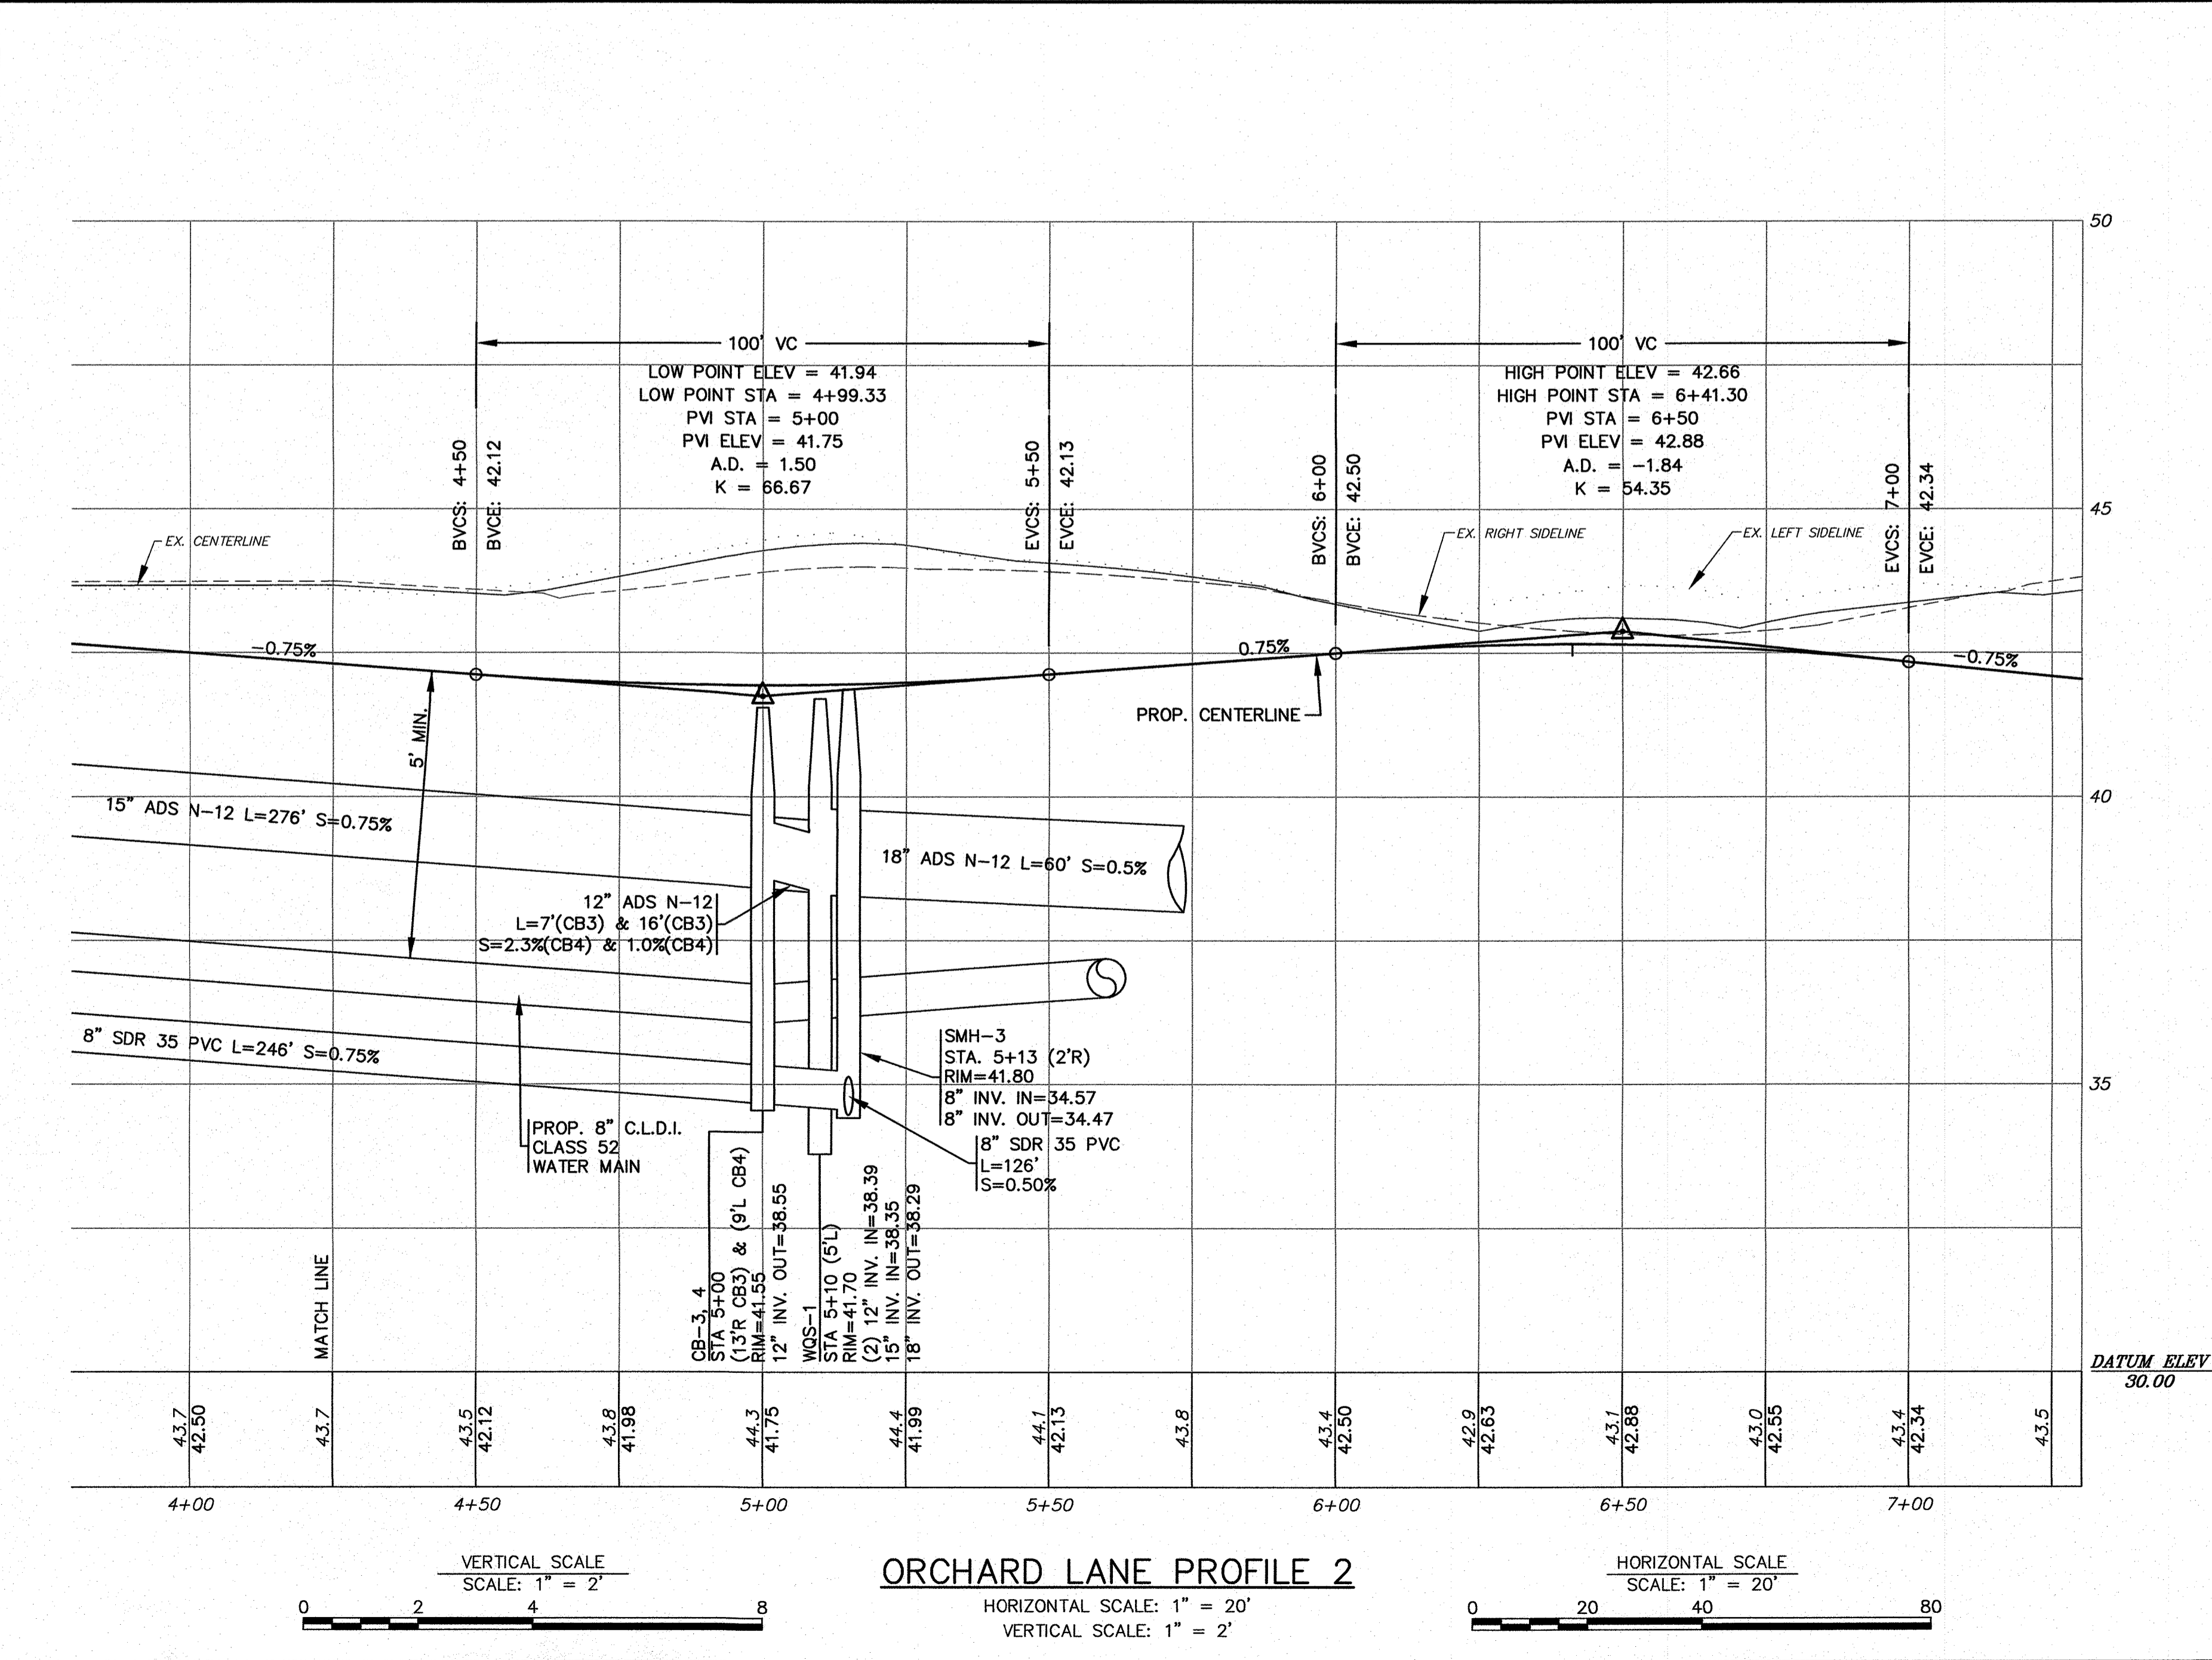 50
45
40
35
DATUM ELEV
30.00
100' VC
LOW POINT ELEV = 41.94
LOW POINT STA = 4+99.33
PVI STA = 5+00
PVI ELEV = 41.75
A.D. = 1.50
K = 66.67
BVCS: 4+50
BVCE: 42.12
EVCS: 5+50
EVCE: 42.13
100' VC
HIGH POINT ELEV = 42.66
HIGH POINT STA = 6+41.30
PVI STA = 6+50
PVI ELEV = 42.88
A.D. = -1.84
K = 54.35
BVCS: 6+00
BVCE: 42.50
EVCS: 7+00
EVCE: 42.34
EX. CENTERLINE
EX. RIGHT SIDELINE
EX. LEFT SIDELINE
-0.75%
0.75%
-0.75%
PROP. CENTERLINE
5' MIN.
15" ADS N-12 L=276' S=0.75%
18" ADS N-12 L=60' S=0.5%
12" ADS N-12
L=7'(CB3) & 16'(CB3)
S=2.3%(CB4) & 1.0%(CB4)
8" SDR 35 PVC L=246' S=0.75%
SMH-3
STA. 5+13 (2'R)
RIM=41.80
8" INV. IN=34.57
8" INV. OUT=34.47
8" SDR 35 PVC
L=126'
S=0.50%
PROP. 8" C.L.D.I.
CLASS 52
WATER MAIN
MATCH LINE
CB-3, 4
STA 5+00
(13'R CB3) & (9'L CB4)
RIM=41.55
12" INV. OUT=38.55
WQS-1
STA 5+10 (5'L)
RIM=41.70
(2) 12" INV. IN=38.39
15" INV. IN=38.35
18" INV. OUT=38.29
43.7
42.50
43.7
43.5
42.12
43.8
41.98
44.3
41.75
44.4
41.99
44.1
42.13
43.8
43.4
42.50
42.9
42.63
43.1
42.88
43.0
42.55
43.4
42.34
43.5
4+00
4+50
5+00
5+50
6+00
6+50
7+00
VERTICAL SCALE
SCALE: 1" = 2'
0 2 4 8
ORCHARD LANE PROFILE 2
HORIZONTAL SCALE: 1" = 20'
VERTICAL SCALE: 1" = 2'
HORIZONTAL SCALE
SCALE: 1" = 20'
0 20 40 80